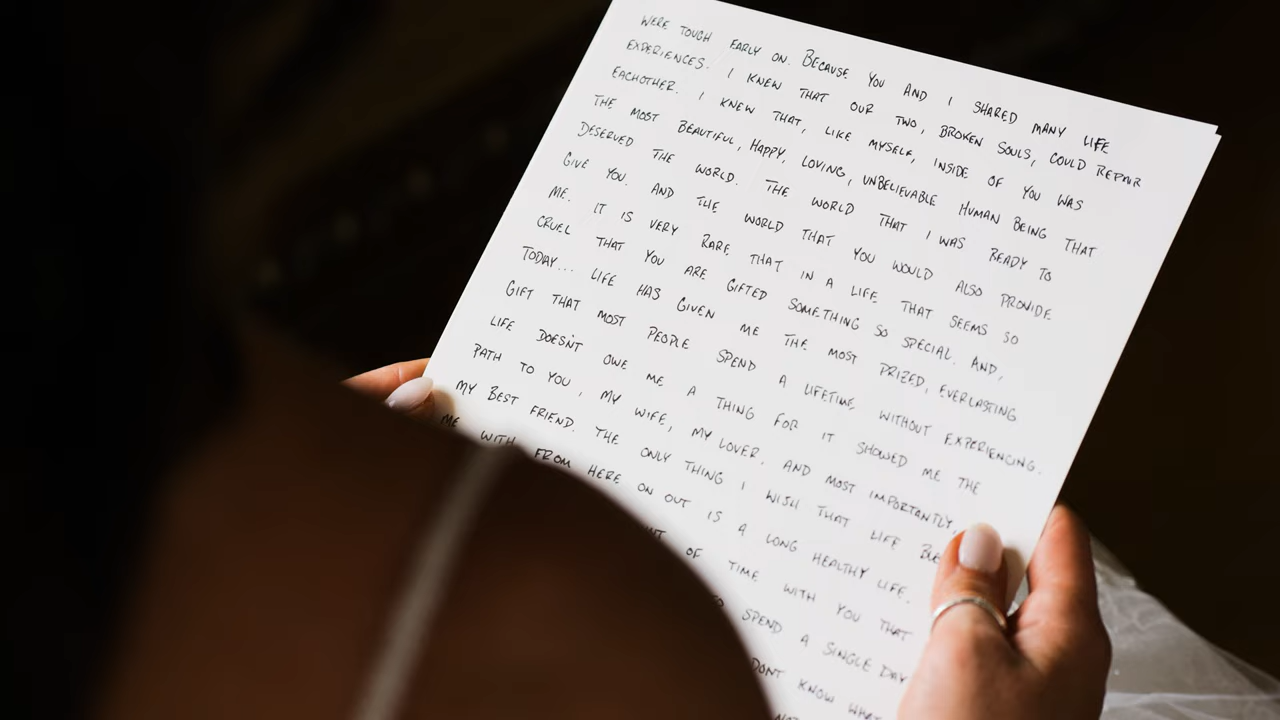 WERE TOUGH EARLY ON. BECAUSE YOU AND I SHARED MANY LIFE
EXPERIENCES. I KNEW THAT OUR TWO, BROKEN SOULS, COULD REPAIR
EACHOTHER. I KNEW THAT, LIKE MYSELF, INSIDE OF YOU WAS
THE MOST BEAUTIFUL, HAPPY, LOVING, UNBELIEVABLE HUMAN BEING THAT
DESERVED THE WORLD. THE WORLD THAT I WAS READY TO
GIVE YOU. AND THE WORLD THAT YOU WOULD ALSO PROVIDE
ME. IT IS VERY RARE THAT IN A LIFE THAT SEEMS SO
CRUEL THAT YOU ARE GIFTED SOMETHING SO SPECIAL. AND,
TODAY... LIFE HAS GIVEN ME THE MOST PRIZED, EVERLASTING
GIFT THAT MOST PEOPLE SPEND A LIFETIME WITHOUT EXPERIENCING.
LIFE DOESN'T OWE ME A THING FOR IT SHOWED ME THE
PATH TO YOU, MY WIFE, MY LOVER. AND MOST IMPORTANTLY,
MY BEST FRIEND. THE ONLY THING I WISH THAT LIFE
ME WITH FROM HERE ON OUT IS A LONG HEALTHY LIFE.
OF TIME WITH YOU THAT
SPEND A SINGLE DAY
DONT KNOW